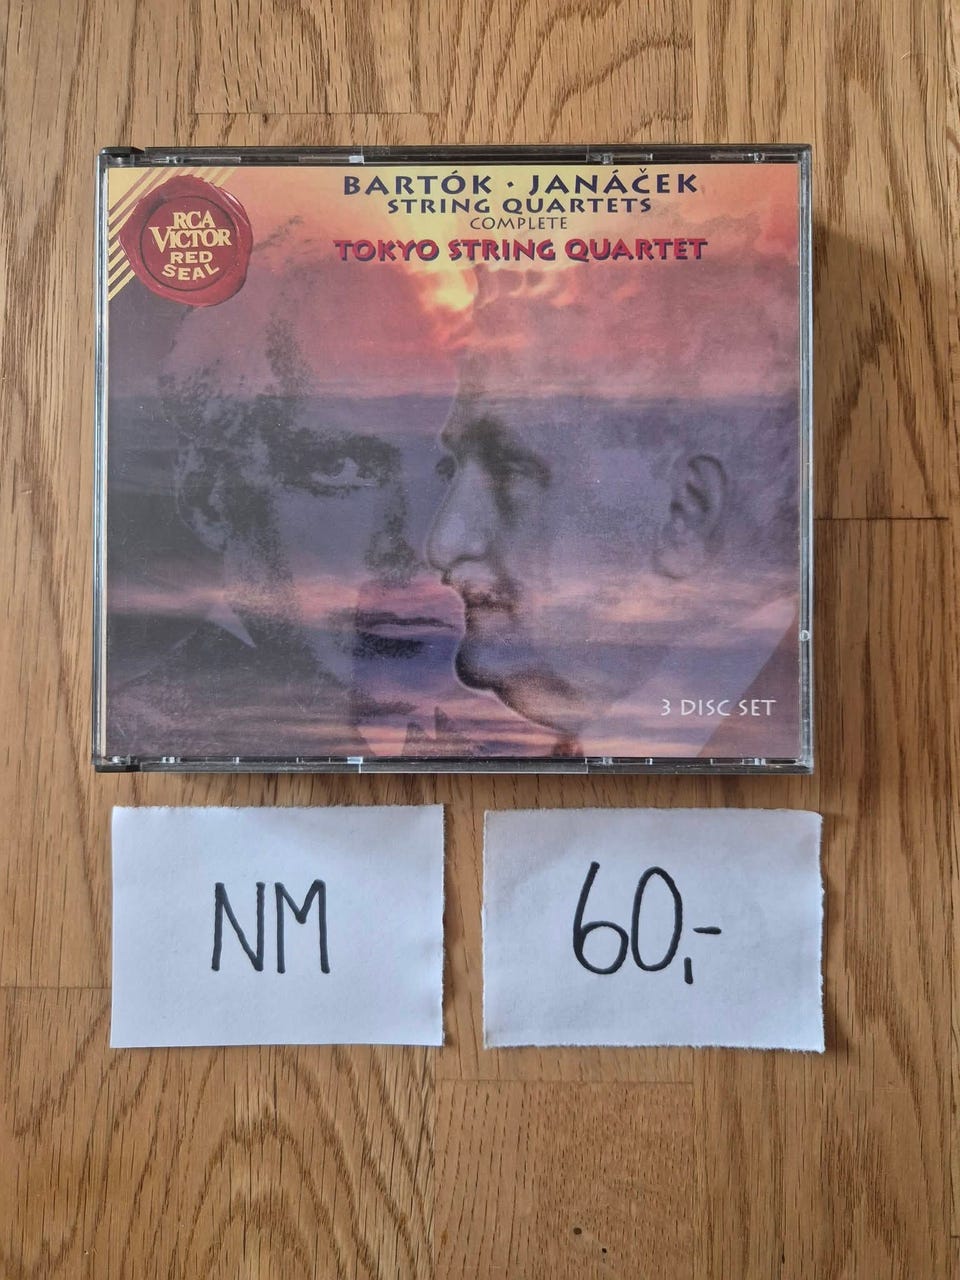 BARTÓK · JANÁČEK
STRING QUARTETS
COMPLETE
TOKYO STRING QUARTET
RCA
VICTOR
RED
SEAL
3 DISC SET
NM
60,-